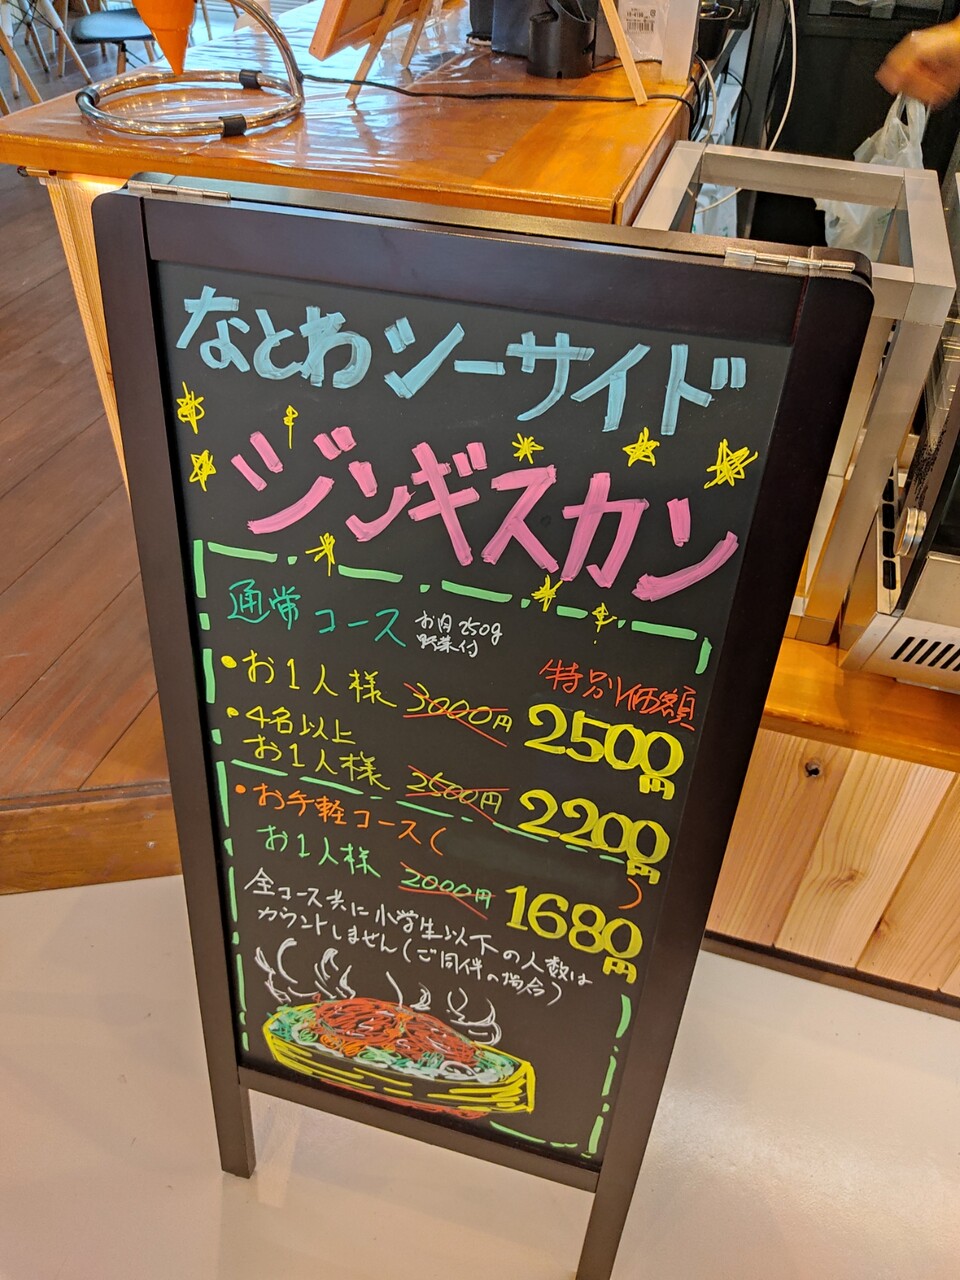 なとわシーサイド
ジンギスカン
通常コース お肉250g
野菜付
特別価額
・お1人様 3000円 2500円
・4名以上
お1人様 2500円 2200円
・お手軽コース( )
お1人様 2000円 1680円
全コース共に小学生以下の人数は
カウントしません(ご同伴の場合)